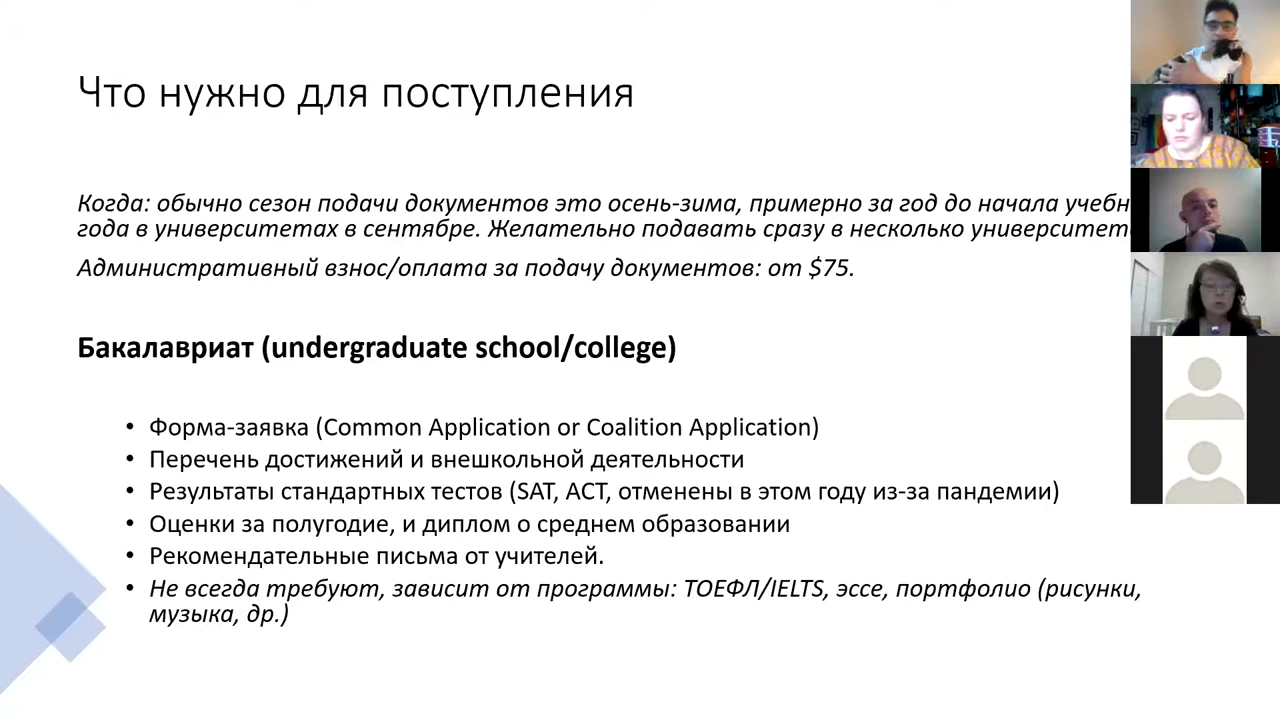 Что нужно для поступления
Когда: обычно сезон подачи документов это осень-зима, примерно за год до начала
года в университетах в сентябре. Желательно подавать сразу в несколько
Административный взнос/оплата за подачу документов: от $75.
Бакалавриат (undergraduate school/college)
• Форма-заявка (Common Application or Coalition Application)
• Перечень достижений и внешкольной деятельности
• Результаты стандартных тестов (SAT, ACT, отменены в этом году из-за пандемии)
• Оценки за полугодие, и диплом о среднем образовании
• Рекомендательные письма от учителей.
• Не всегда требуют, зависит от программы: ТОЕФЛ/IELTS, эссе, портфолио (рисунки,
музыка, др.)